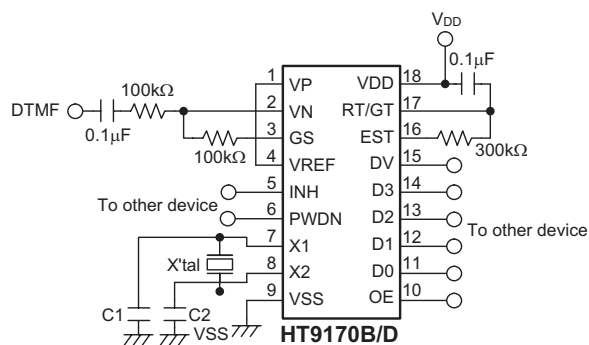 VDD
0.1μF
1 VP VDD 18
100kΩ
DTMF
0.1μF
2 VN RT/GT 17
3 GS EST 16
100kΩ
300kΩ
4 VREF DV 15
5 INH D3 14
To other device
6 PWDN D2 13
To other device
7 X1 D1 12
X'tal
8 X2 D0 11
9 VSS OE 10
C1 C2
VSS
HT9170B/D